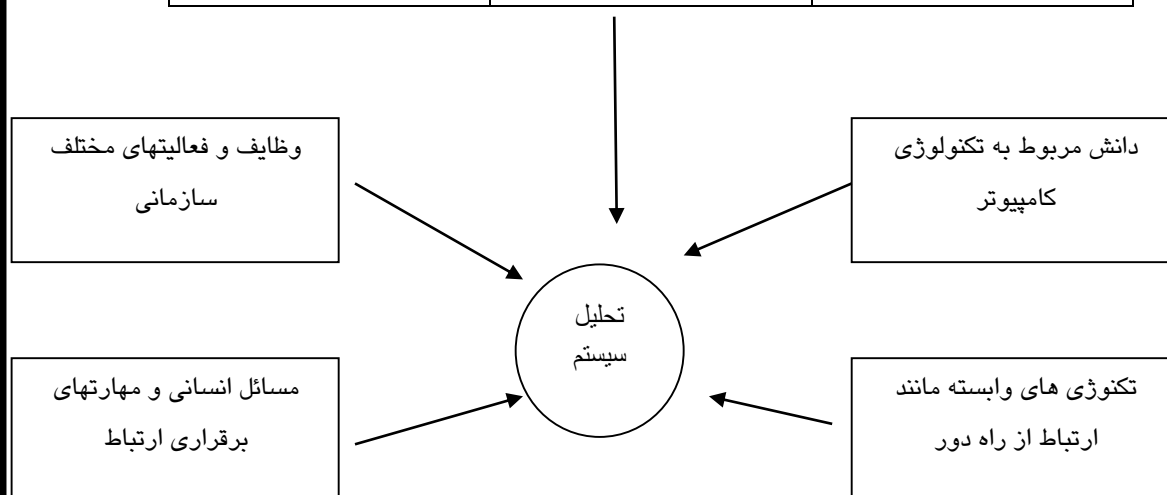 دانش مربوط به تکنولوژی
کامپیوتر
وظایف و فعالیتهای مختلف
سازمانی
تحلیل
سیستم
تکنوژی های وابسته مانند
ارتباط از راه دور
مسائل انسانی و مهارتهای
برقراری ارتباط